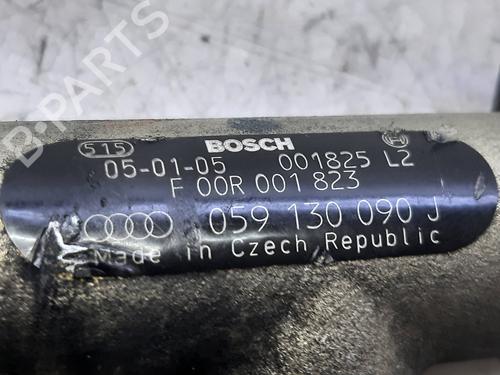 B-PARTS
515 BOSCH
05-01-05 001825 L2
F 00R 001 823
059 130 090 J
Made in Czech Republic